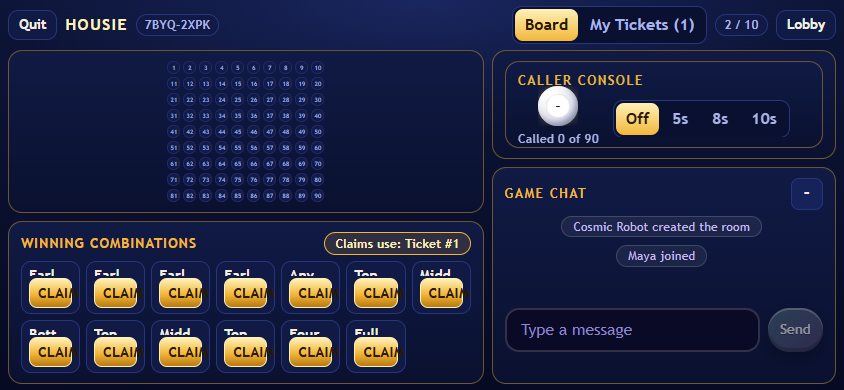 Quit HOUSIE 7BYQ-2XPK Board My Tickets (1) 2 / 10 Lobby
1 2 3 4 5 6 7 8 9 10
11 12 13 14 15 16 17 18 19 20
21 22 23 24 25 26 27 28 29 30
31 32 33 34 35 36 37 38 39 40
41 42 43 44 45 46 47 48 49 50
51 52 53 54 55 56 57 58 59 60
61 62 63 64 65 66 67 68 69 70
71 72 73 74 75 76 77 78 79 80
81 82 83 84 85 86 87 88 89 90
WINNING COMBINATIONS Claims use: Ticket #1
Earl Earl Earl Earl Any Top Midd
CLAI CLAI CLAI CLAI CLAI CLAI CLAI
Bott Top Midd Top Four Full
CLAI CLAI CLAI CLAI CLAI CLAI
CALLER CONSOLE
-
Called 0 of 90
Off 5s 8s 10s
GAME CHAT -
Cosmic Robot created the room
Maya joined
Type a message Send